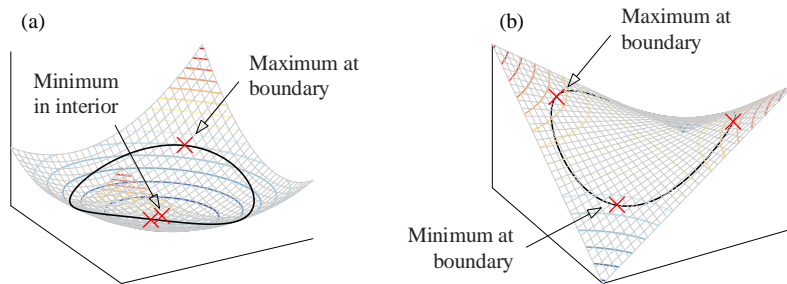 (a)
Maximum at
boundary
Minimum
in interior
(b)
Maximum at
boundary
Minimum at
boundary